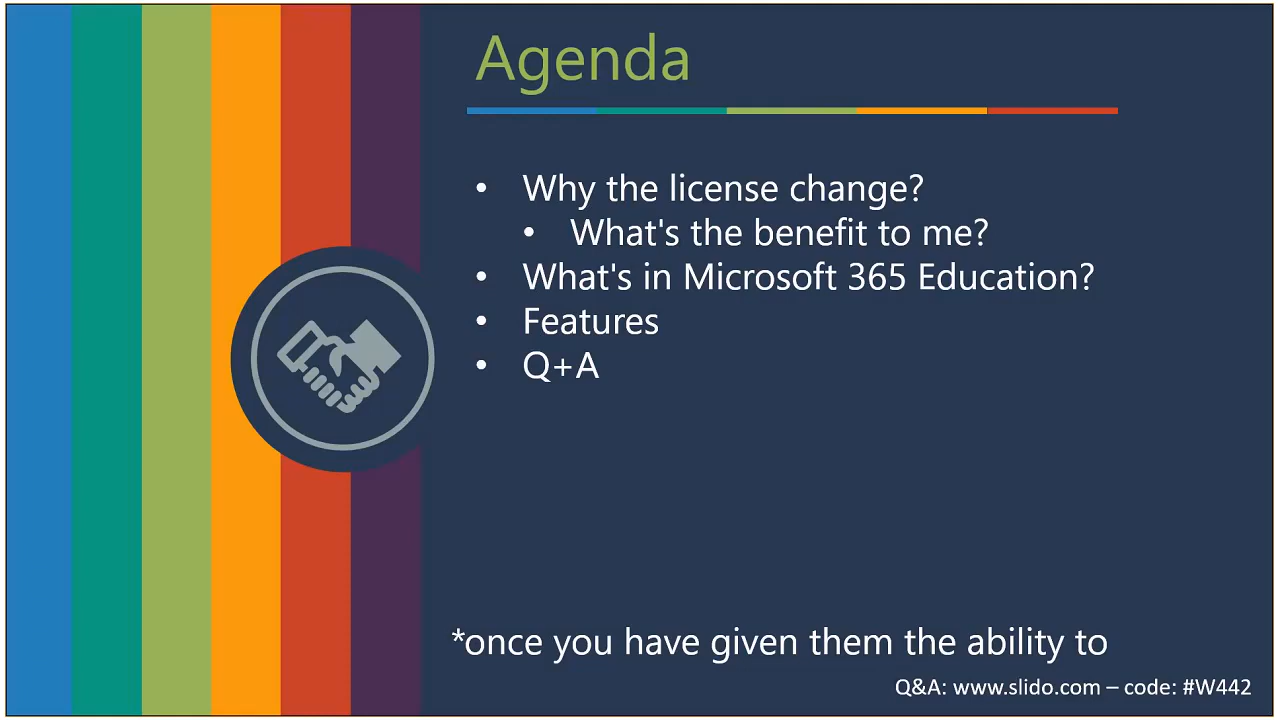 Agenda
• Why the license change?
• What's the benefit to me?
• What's in Microsoft 365 Education?
• Features
• Q+A
*once you have given them the ability to
Q&A: www.slido.com – code: #W442